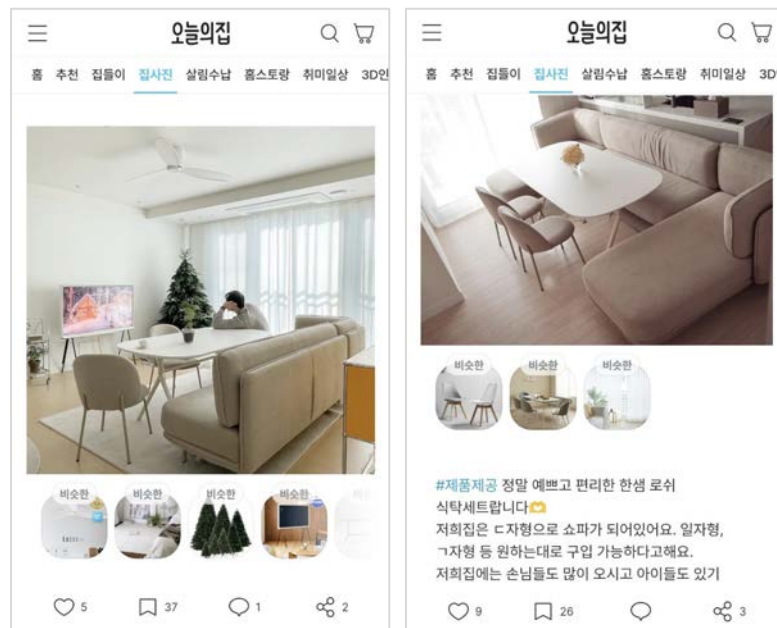 오늘의집
홈 추천 집들이 집사진 살림수납 홈스토랑 취미일상 3D인
비슷한 비슷한 비슷한 비슷한
5 37 1 2
오늘의집
홈 추천 집들이 집사진 살림수납 홈스토랑 취미일상 3D
비슷한 비슷한 비슷한
#제품제공 정말 예쁘고 편리한 한샘 로쉬
식탁세트랍니다🫶
저희집은 ㄷ자형으로 쇼파가 되어있어요. 일자형,
ㄱ자형 등 원하는대로 구입 가능하다고해요.
저희집에는 손님들도 많이 오시고 아이들도 있기
9 26 3